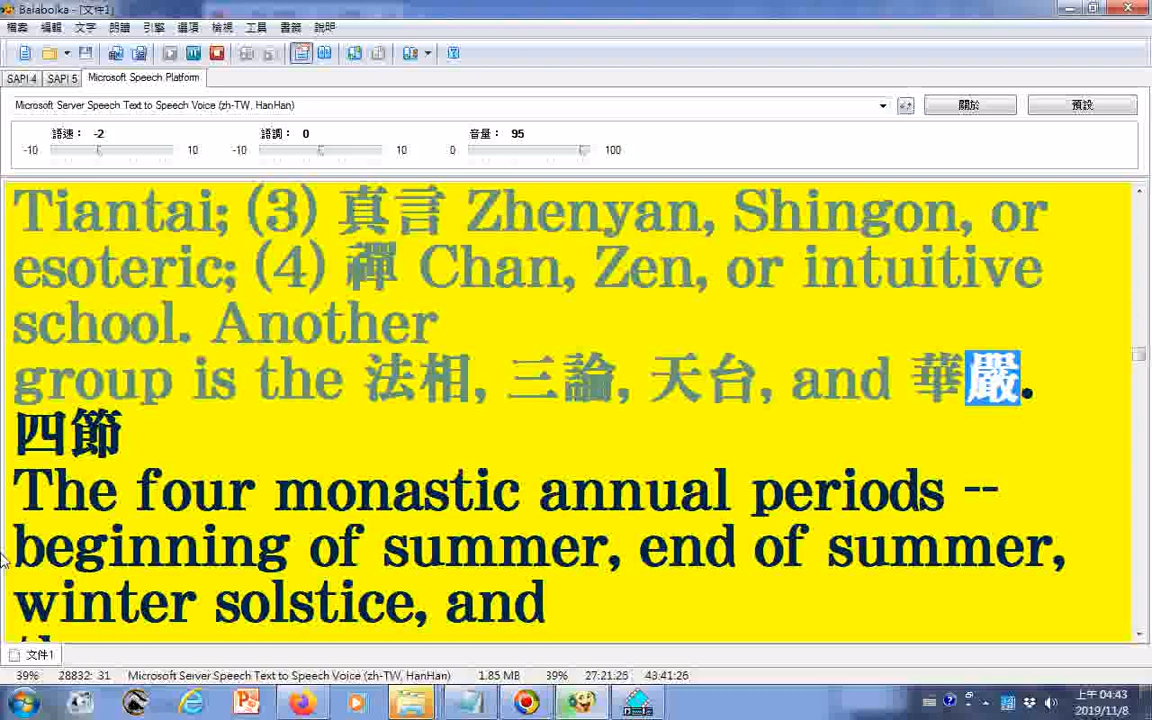 Balabolka - [文件1]
檔案 編輯 文字 朗讀 引擎 選項 檢視 工具 書籤 說明
SAPI 4 SAPI 5 Microsoft Speech Platform
Microsoft Server Speech Text to Speech Voice (zh-TW, HanHan) 關於 預設
語速： -2 語調： 0 音量： 95
-10 10 -10 10 0 100
Tiantai; (3) 真言 Zhenyan, Shingon, or
esoteric; (4) 禪 Chan, Zen, or intuitive
school. Another
group is the 法相, 三論, 天台, and 華嚴.
四節
The four monastic annual periods --
beginning of summer, end of summer,
winter solstice, and
文件1
39% 28832: 31 Microsoft Server Speech Text to Speech Voice (zh-TW, HanHan) 1.85 MB 39% 27:21:25 43:41:26
上午 04:43
2019/11/8